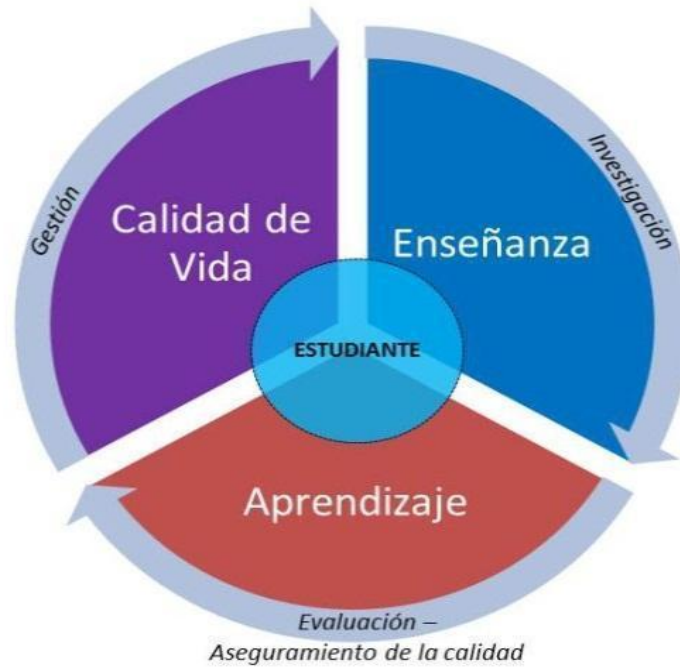 Gestión
Calidad de
Vida
Investigación
Enseñanza
ESTUDIANTE
Aprendizaje
Evaluación –
Aseguramiento de la calidad